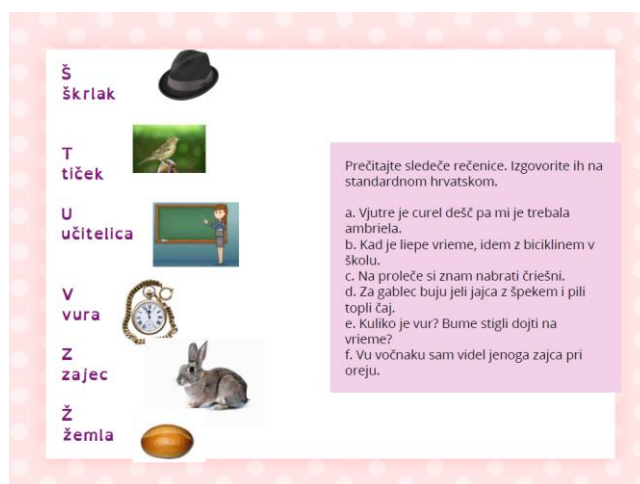 Š
škrlak
T
tiček
U
učitelica
V
vura
Z
zajec
Ž
žemla
Prečitajte sledeče rečenice. Izgovorite ih na
standardnom hrvatskom.
a. Vjutre je curel dešč pa mi je trebala
ambriela.
b. Kad je liepe vrieme, idem z biciklinem v
školu.
c. Na proleče si znam nabrati čriešni.
d. Za gablec buju jeli jajca z špekem i pili
topli čaj.
e. Kuliko je vur? Bume stigli dojti na
vrieme?
f. Vu vočnaku sam videl jenoga zajca pri
oreju.